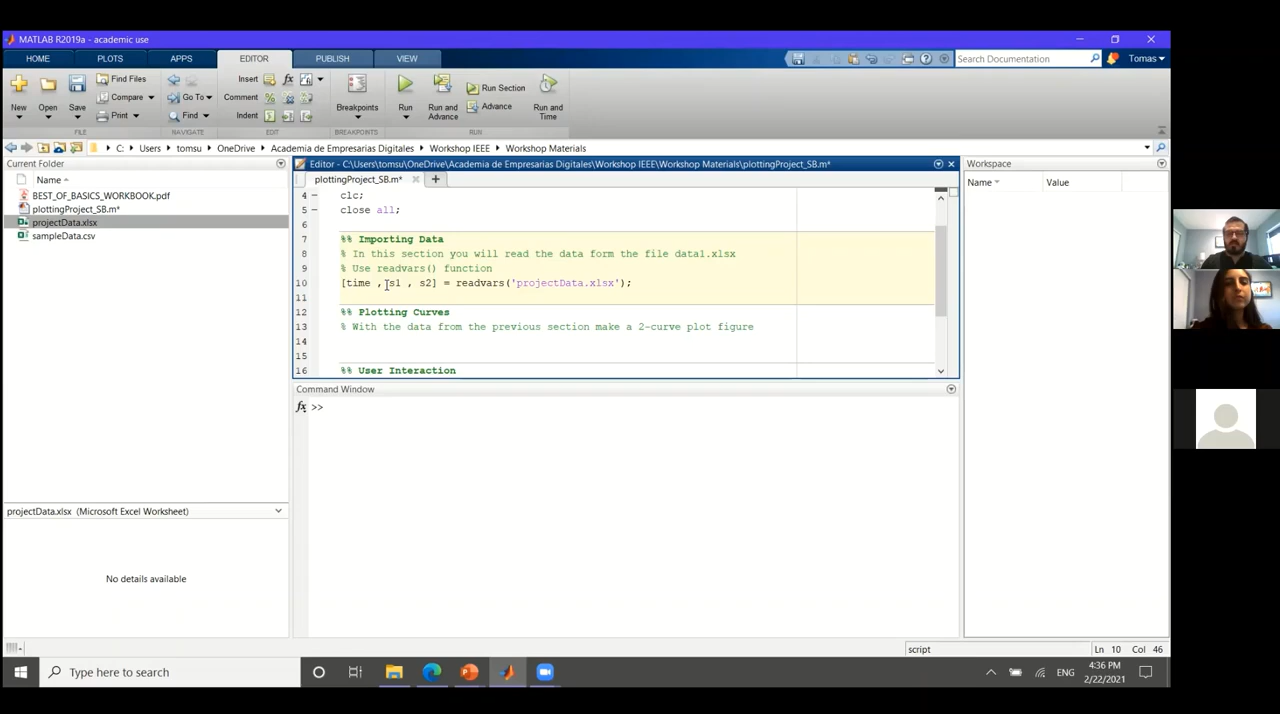 MATLAB R2019a - academic use
HOME PLOTS APPS EDITOR PUBLISH VIEW
Search Documentation Tomas
New Open Save Find Files Compare Print
Go To Find
Insert fx Comment Indent
Breakpoints Run Run and Advance Run Section Advance Run and Time
FILE NAVIGATE EDIT BREAKPOINTS RUN
C: Users tomsu OneDrive Academia de Empresarias Digitales Workshop IEEE Workshop Materials
Current Folder
Name
BEST_OF_BASICS_WORKBOOK.pdf
plottingProject_SB.m*
projectData.xlsx
sampleData.csv
projectData.xlsx (Microsoft Excel Worksheet)
No details available
Editor - C:\Users\tomsu\OneDrive\Academia de Empresarias Digitales\Workshop IEEE\Workshop Materials\plottingProject_SB.m*
plottingProject_SB.m* +
4 clc;
5 close all;
6
7 %% Importing Data
8 % In this section you will read the data form the file data1.xlsx
9 % Use readvars() function
10 [time , s1 , s2] = readvars('projectData.xlsx');
11
12 %% Plotting Curves
13 % With the data from the previous section make a 2-curve plot figure
14
15
16 %% User Interaction
Command Window
fx >>
Workspace
Name Value
script Ln 10 Col 46
Type here to search
ENG
4:36 PM
2/22/2021